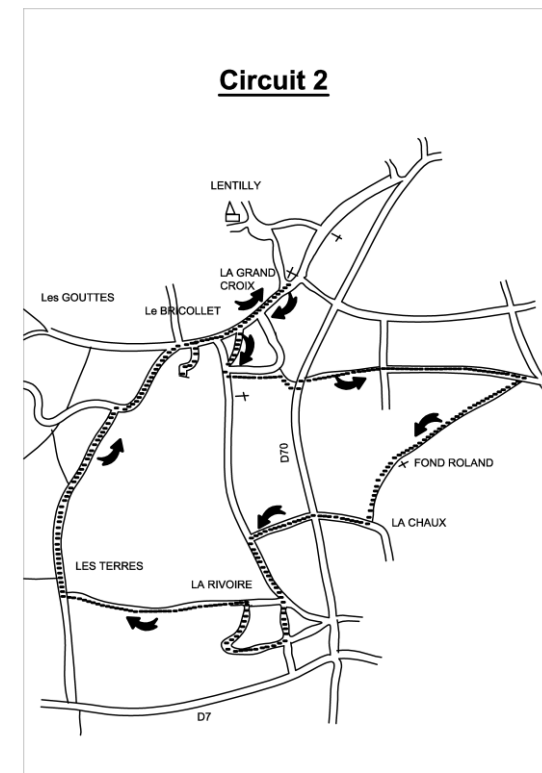 Circuit 2
LENTILLY
LA GRAND
CROIX
Les GOUTTES
Le BRICOLLET
D70
FOND ROLAND
LA CHAUX
LES TERRES
LA RIVOIRE
D7